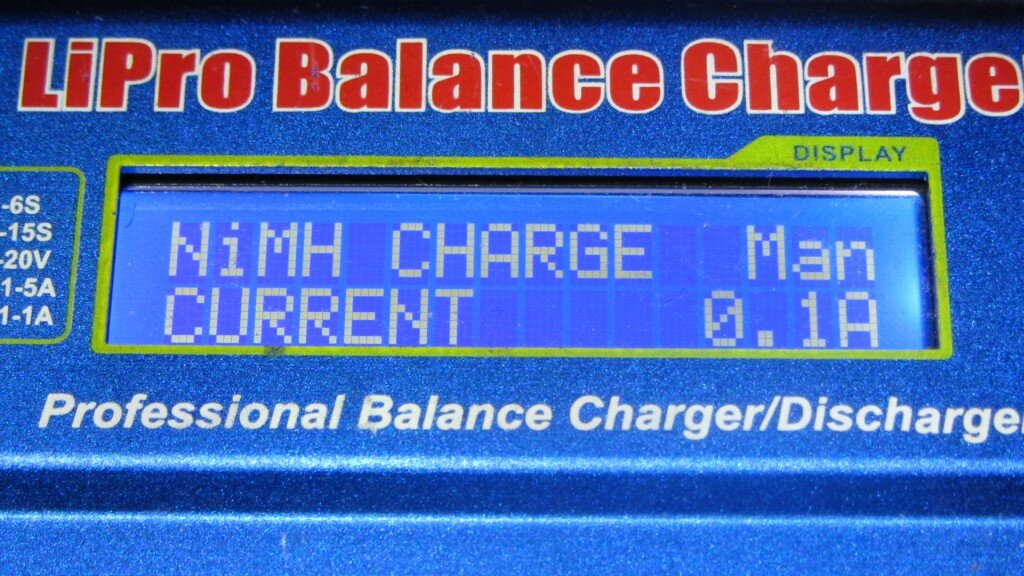 LiPro Balance Charge
DISPLAY
-6S
-15S
-20V
1-5A
1-1A
NiMH CHARGE Man
CURRENT 0.1A
Professional Balance Charger/Discharge